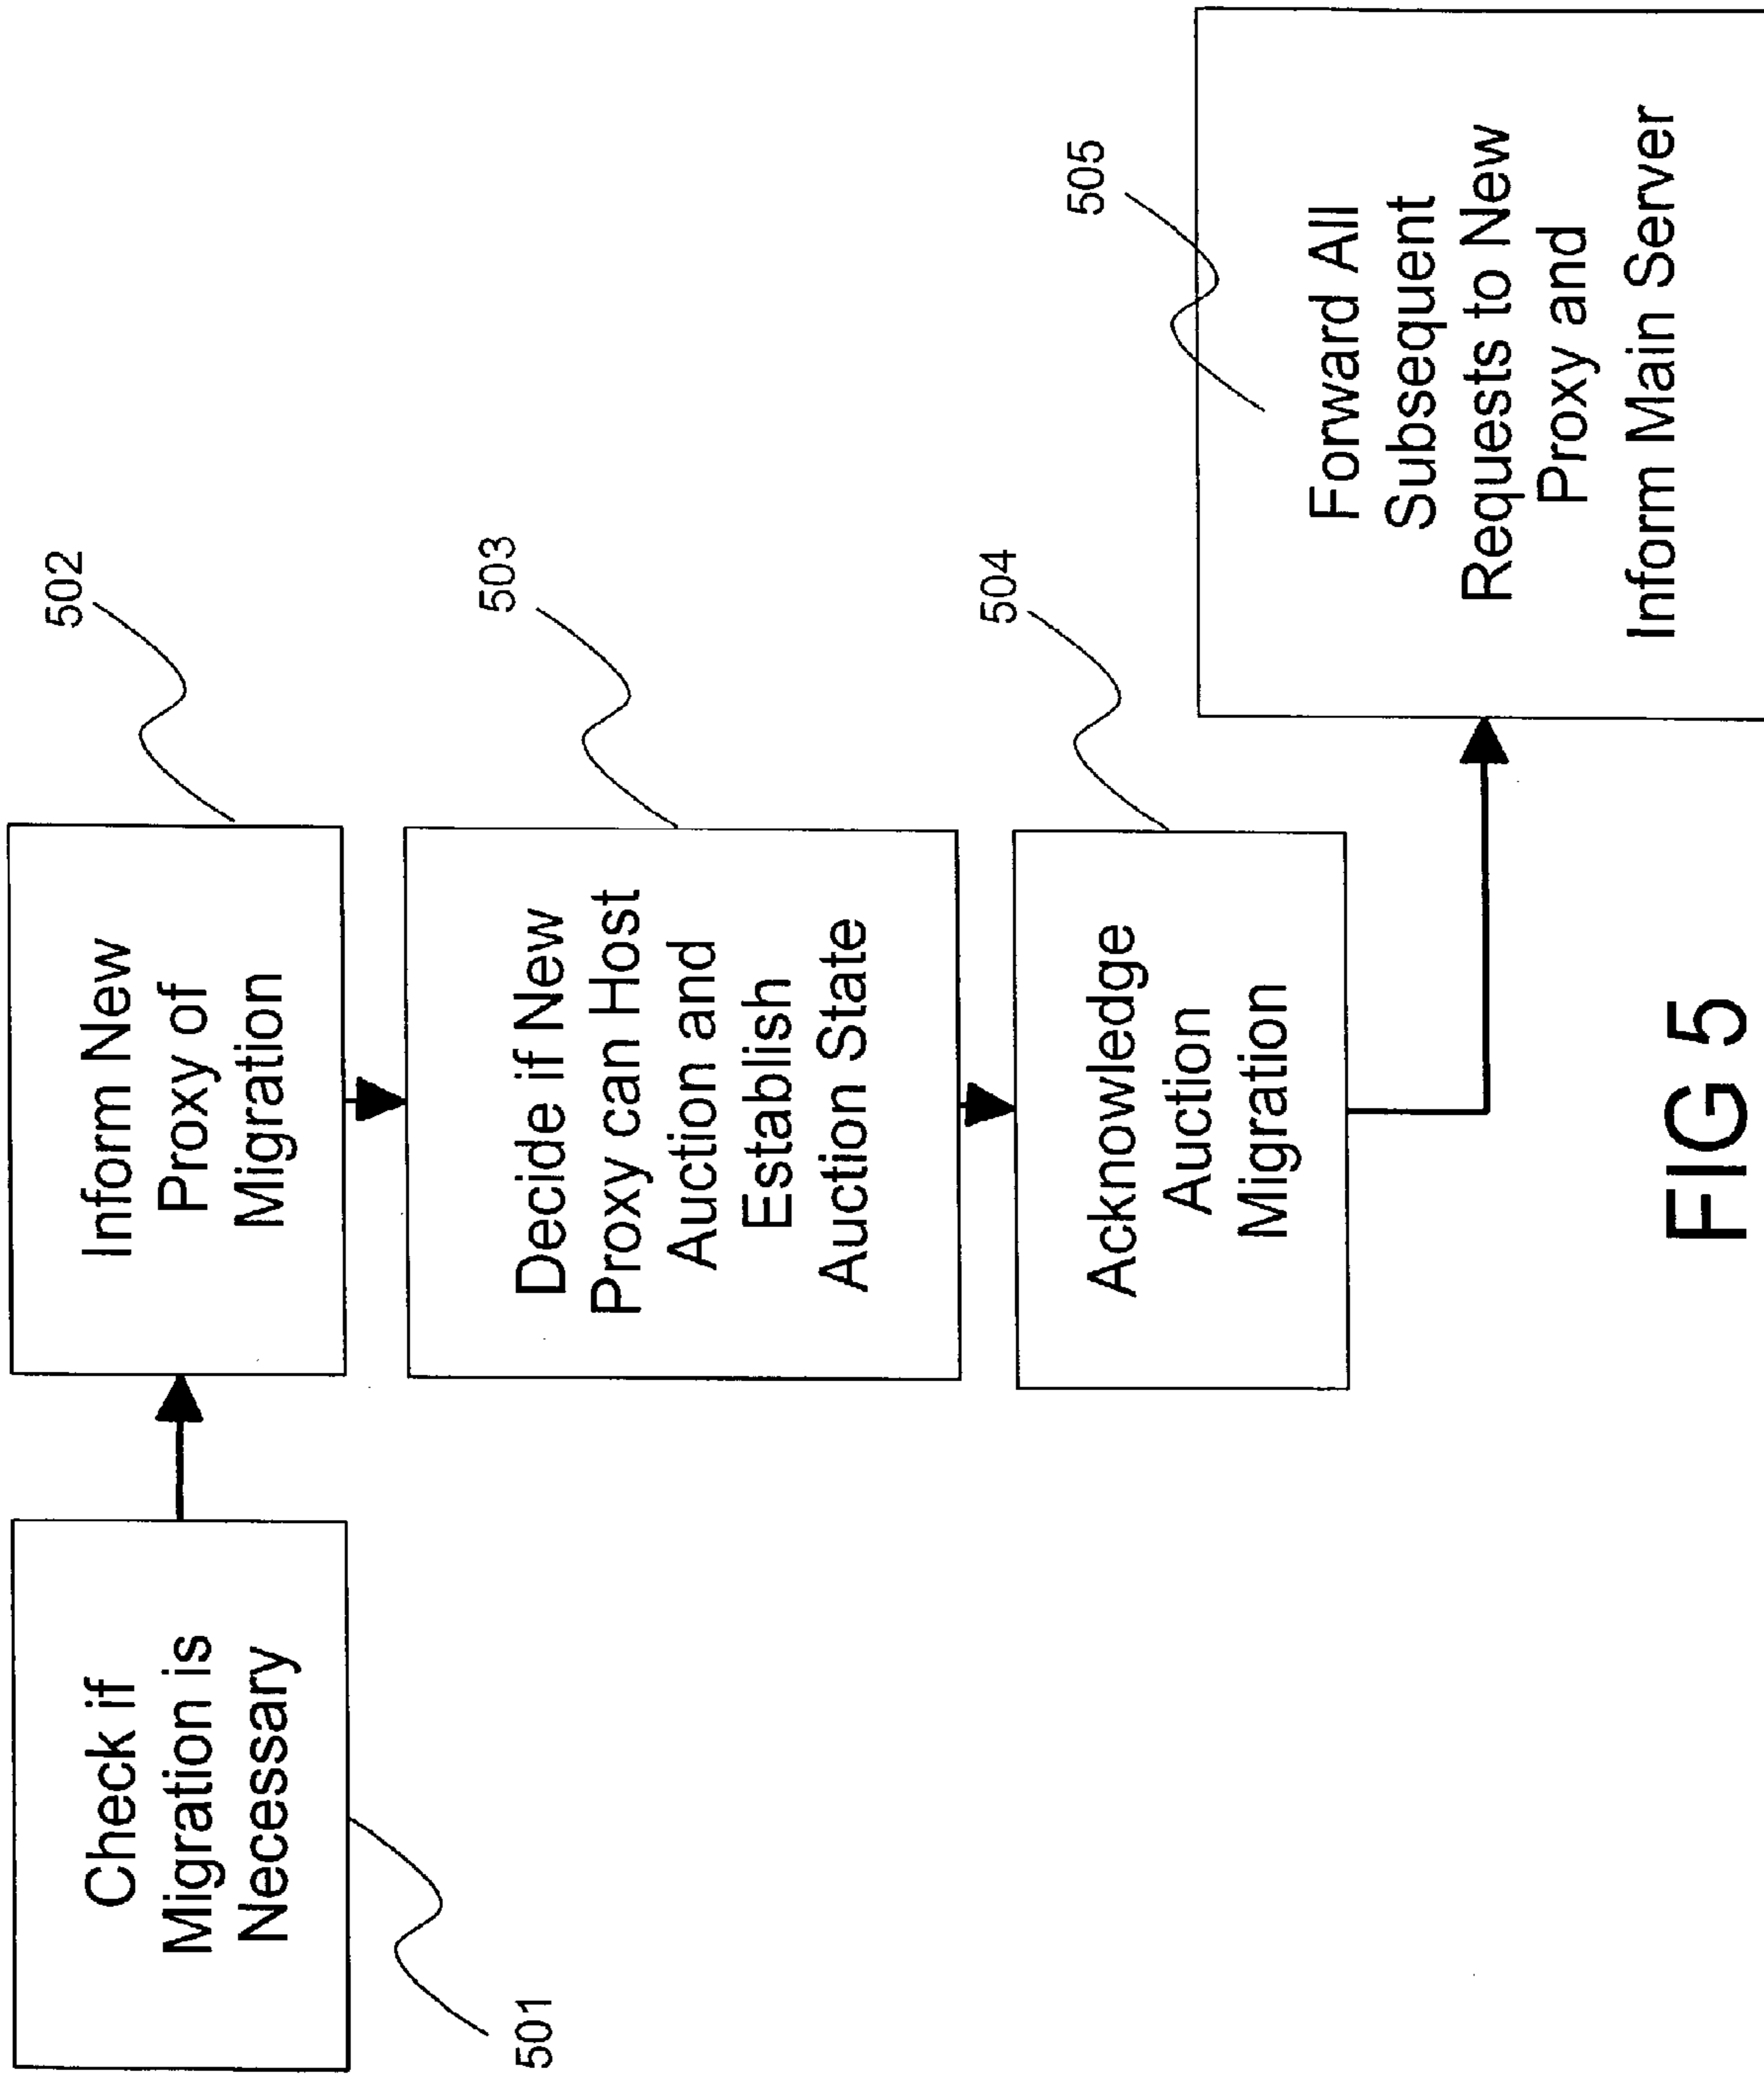 Check if
Migration is
Necessary
501
Inform New
Proxy of
Migration
502
Decide if New
Proxy can Host
Auction and
Establish
Auction State
503
Acknowledge
Auction
Migration
504
Forward All
Subsequent
Requests to New
Proxy and
Inform Main Server
505
FIG 5